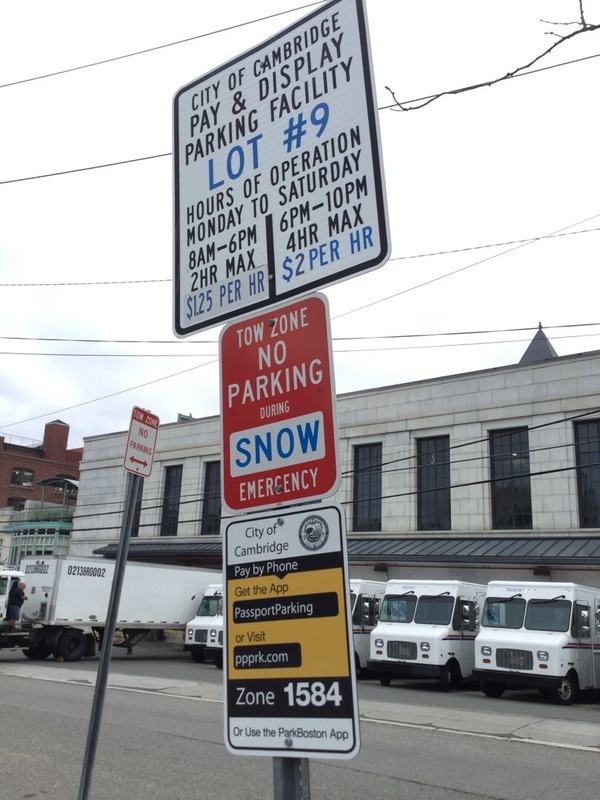 CITY OF CAMBRIDGE
PAY & DISPLAY
PARKING FACILITY
LOT #9
HOURS OF OPERATION
MONDAY TO SATURDAY
8AM–6PM
2HR MAX
$1.25 PER HR
6PM–10PM
4HR MAX
$2 PER HR
TOW ZONE
NO
PARKING
DURING
SNOW
EMERGENCY
City of
Cambridge
Pay by Phone
Get the App
PassportParking
or Visit
ppprk.com
Zone 1584
Or Use the ParkBoston App
TOW ZONE
NO
PARKING
0213BR0002
0213BR0002